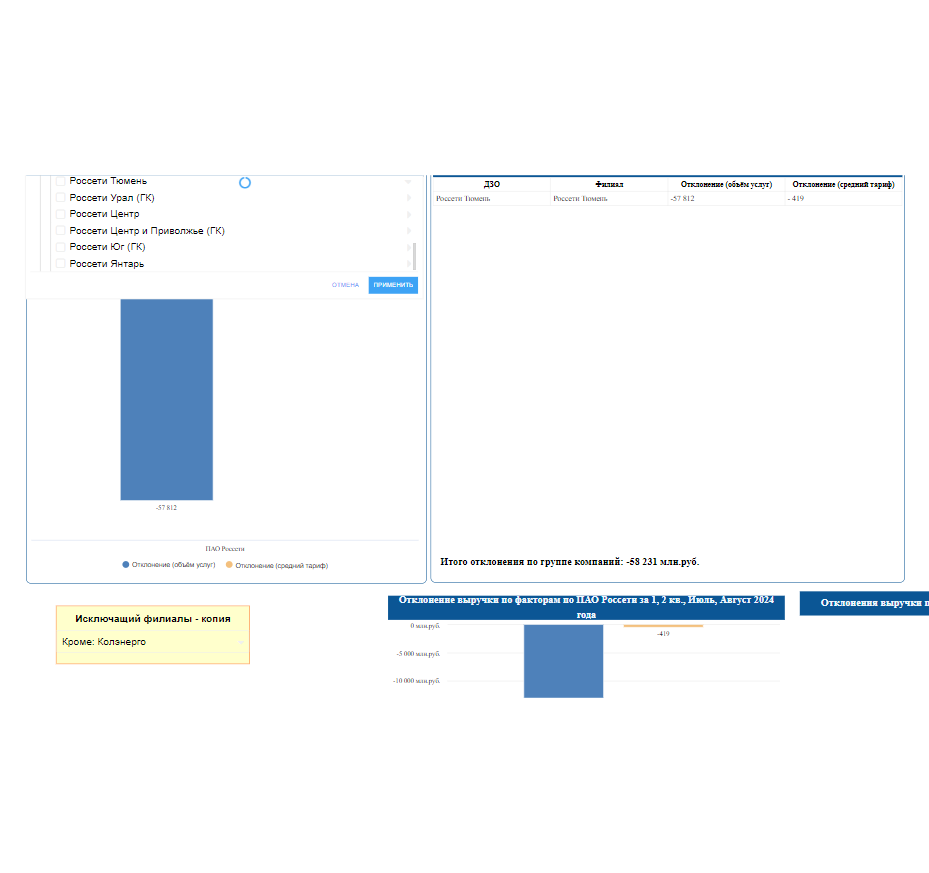 Россети Тюмень
Россети Урал (ГК)
Россети Центр
Россети Центр и Приволжье (ГК)
Россети Юг (ГК)
Россети Янтарь
ОТМЕНА
ПРИМЕНИТЬ
-57 812
ПАО Россети
Отклонение (объём услуг)
Отклонение (средний тариф)
ДЗО Филиал Отклонение (объём услуг) Отклонение (средний тариф)
Россети Тюмень Россети Тюмень -57 812 - 419
Итого отклонения по группе компаний: -58 231 млн.руб.
Исключащий филиалы - копия
Кроме: Колэнерго
Отклонение выручки по факторам по ПАО Россети за 1, 2 кв., Июль, Август 2024
года
0 млн.руб.
-419
-5 000 млн.руб.
-10 000 млн.руб.
Отклонения выручки